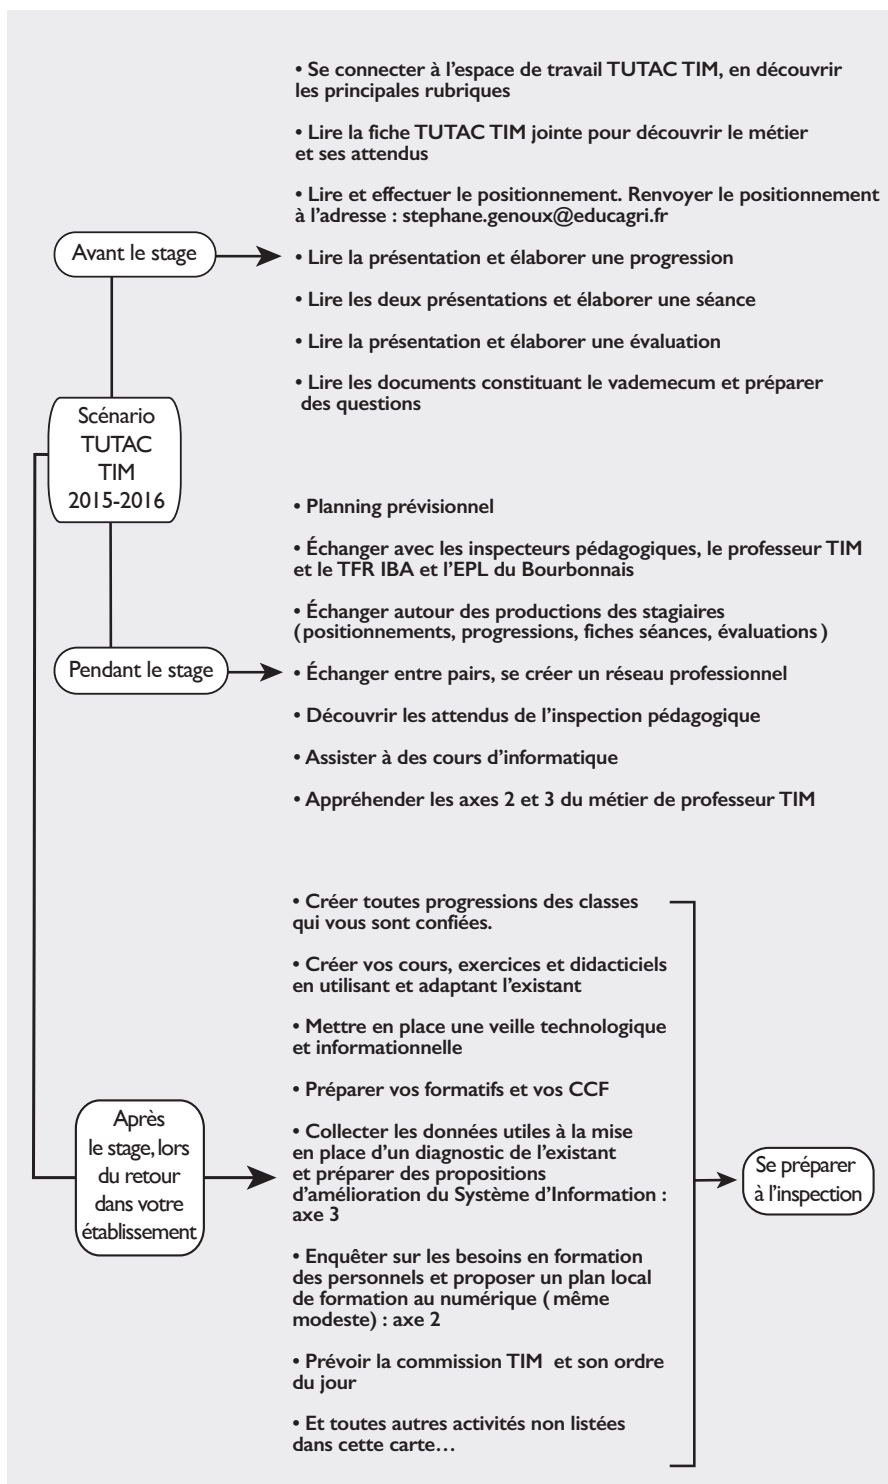 • Se connecter à l'espace de travail TUTAC TIM, en découvrir
les principales rubriques
• Lire la fiche TUTAC TIM jointe pour découvrir le métier
et ses attendus
• Lire et effectuer le positionnement. Renvoyer le positionnement
à l'adresse : stephane.genoux@educagri.fr
Avant le stage
• Lire la présentation et élaborer une progression
• Lire les deux présentations et élaborer une séance
• Lire la présentation et élaborer une évaluation
• Lire les documents constituant le vademecum et préparer
des questions
Scénario
TUTAC
TIM
2015-2016
• Planning prévisionnel
• Échanger avec les inspecteurs pédagogiques, le professeur TIM
et le TFR IBA et l'EPL du Bourbonnais
• Échanger autour des productions des stagiaires
(positionnements, progressions, fiches séances, évaluations)
Pendant le stage
• Échanger entre pairs, se créer un réseau professionnel
• Découvrir les attendus de l'inspection pédagogique
• Assister à des cours d'informatique
• Appréhender les axes 2 et 3 du métier de professeur TIM
• Créer toutes progressions des classes
qui vous sont confiées.
• Créer vos cours, exercices et didacticiels
en utilisant et adaptant l'existant
• Mettre en place une veille technologique
et informationnelle
• Préparer vos formatifs et vos CCF
Après
le stage, lors
du retour
dans votre
établissement
• Collecter les données utiles à la mise
en place d'un diagnostic de l'existant
et préparer des propositions
d'amélioration du Système d'Information :
axe 3
• Enquêter sur les besoins en formation
des personnels et proposer un plan local
de formation au numérique ( même
modeste) : axe 2
• Prévoir la commission TIM et son ordre
du jour
• Et toutes autres activités non listées
dans cette carte…
Se préparer
à l'inspection